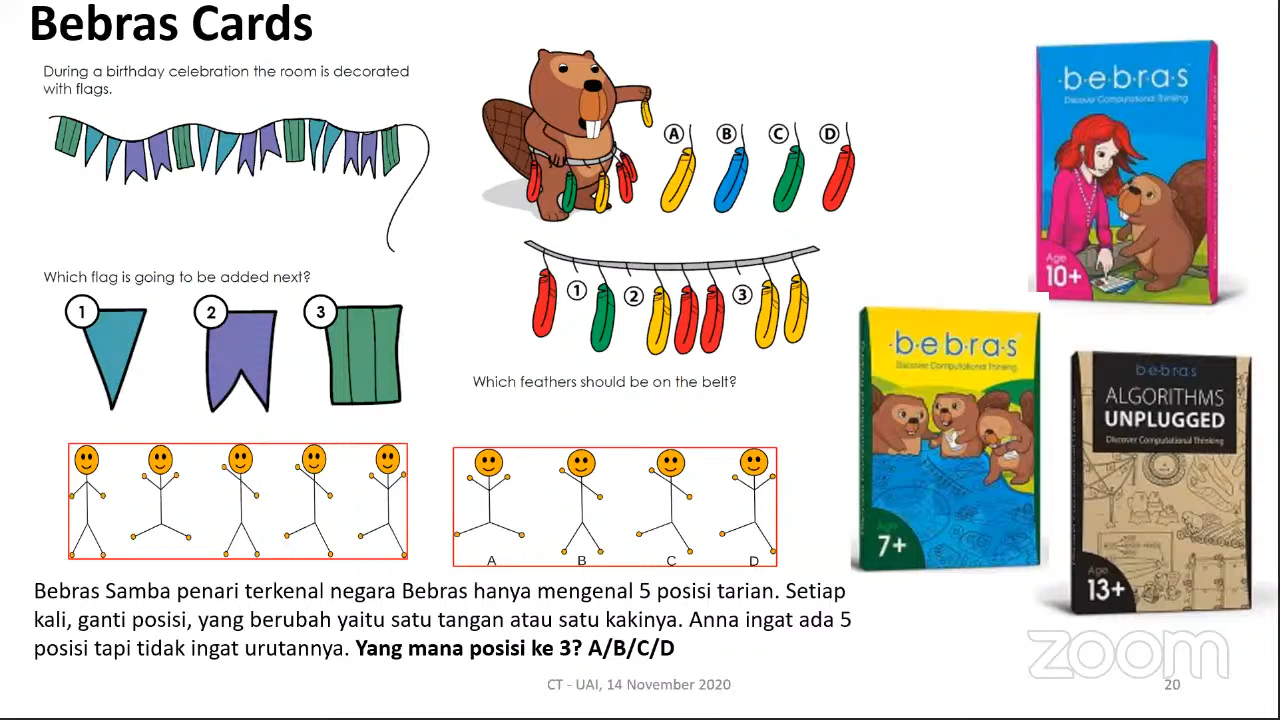 Bebras Cards
During a birthday celebration the room is decorated
with flags.
Which flag is going to be added next?
1
2
3
A
B
C
D
1
2
3
Which feathers should be on the belt?
A
B
C
D
Bebras Samba penari terkenal negara Bebras hanya mengenal 5 posisi tarian. Setiap
kali, ganti posisi, yang berubah yaitu satu tangan atau satu kakinya. Anna ingat ada 5
posisi tapi tidak ingat urutannya. Yang mana posisi ke 3? A/B/C/D
·b·e·b·r·a·s·
Discover Computational Thinking
Age
10+
·b·e·b·r·a·s·
Discover Computational Thinking
Age
7+
b·e·b·r·a·s
ALGORITHMS
UNPLUGGED
Discover Computational Thinking
Age
13+
CT - UAI, 14 November 2020
20
zoom